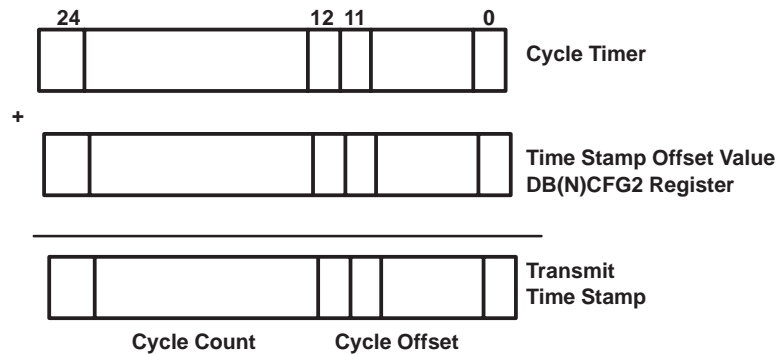 24 12 11 0
Cycle Timer
+
Time Stamp Offset Value
DB(N)CFG2 Register
Transmit
Time Stamp
Cycle Count Cycle Offset